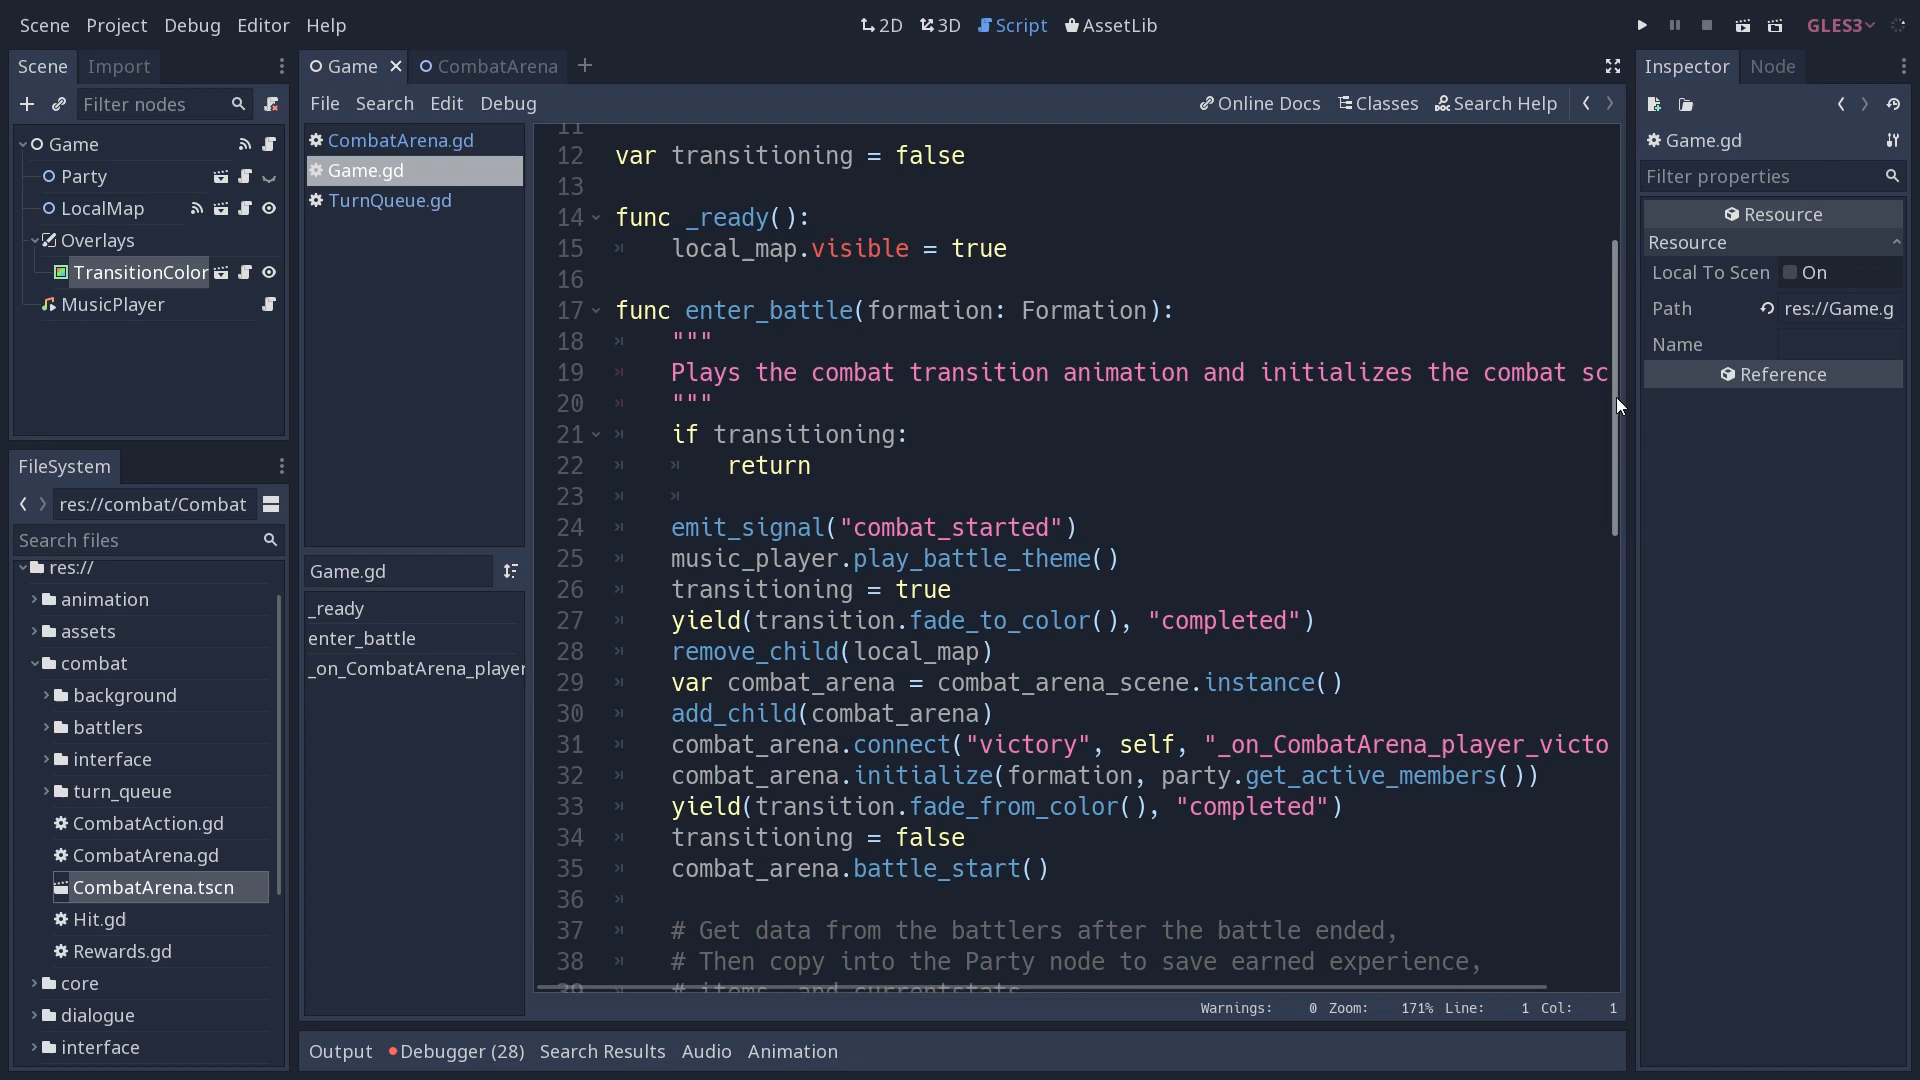 Scene Project Debug Editor Help
2D 3D Script AssetLib
GLES3
Scene Import
Filter nodes
Game
Party
LocalMap
Overlays
TransitionColor
MusicPlayer
FileSystem
res://combat/Combat
Search files
res://
animation
assets
combat
background
battlers
interface
turn_queue
CombatAction.gd
CombatArena.gd
CombatArena.tscn
Hit.gd
Rewards.gd
core
dialogue
interface
Game CombatArena
File Search Edit Debug
Online Docs Classes Search Help
CombatArena.gd
Game.gd
TurnQueue.gd
Game.gd
_ready
enter_battle
_on_CombatArena_player
11
12 var transitioning = false
13
14 func _ready():
15 local_map.visible = true
16
17 func enter_battle(formation: Formation):
18 """
19 Plays the combat transition animation and initializes the combat sc
20 """
21 if transitioning:
22 return
23
24 emit_signal("combat_started")
25 music_player.play_battle_theme()
26 transitioning = true
27 yield(transition.fade_to_color(), "completed")
28 remove_child(local_map)
29 var combat_arena = combat_arena_scene.instance()
30 add_child(combat_arena)
31 combat_arena.connect("victory", self, "_on_CombatArena_player_victo
32 combat_arena.initialize(formation, party.get_active_members())
33 yield(transition.fade_from_color(), "completed")
34 transitioning = false
35 combat_arena.battle_start()
36
37 # Get data from the battlers after the battle ended,
38 # Then copy into the Party node to save earned experience,
39 # items, and currentstats
Warnings: 0 Zoom: 171% Line: 1 Col: 1
Output Debugger (28) Search Results Audio Animation
Inspector Node
Game.gd
Filter properties
Resource
Resource
Local To Scen On
Path res://Game.g
Name
Reference